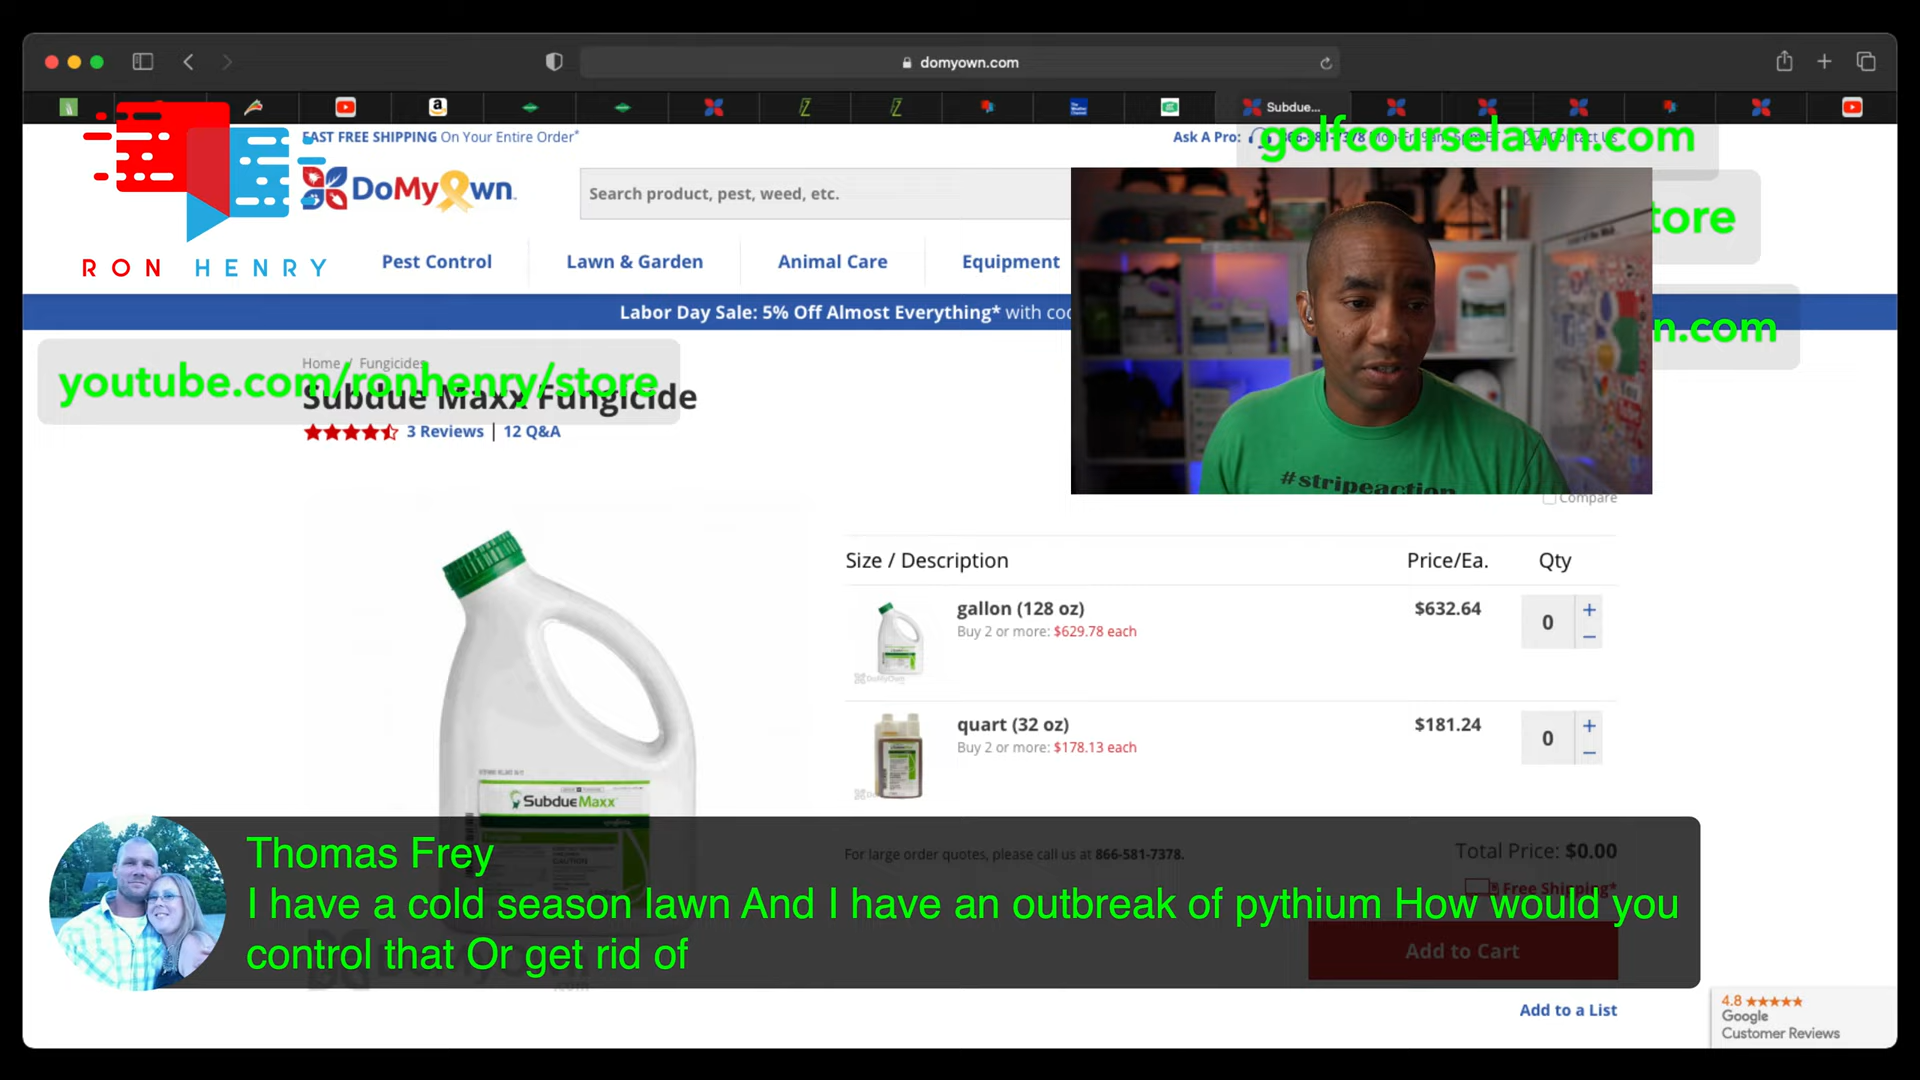 domyown.com
Subdue...
FAST FREE SHIPPING On Your Entire Order*
Ask A Pro:
golfcourselawn.com
DoMyOwn
Search product, pest, weed, etc.
tore
RON HENRY
Pest Control
Lawn & Garden
Animal Care
Equipment
Labor Day Sale: 5% Off Almost Everything* with
n.com
Home / Fungicides
youtube.com/ronhenry/store
Subdue Maxx Fungicide
3 Reviews | 12 Q&A
#stripeaction
Compare
Size / Description
Price/Ea.
Qty
gallon (128 oz)
$632.64
Buy 2 or more: $629.78 each
0
quart (32 oz)
$181.24
Buy 2 or more: $178.13 each
0
SubdueMaxx
For large order quotes, please call us at 866-581-7378.
Total Price: $0.00
Free Shipping*
Thomas Frey
I have a cold season lawn And I have an outbreak of pythium How would you
control that Or get rid of
Add to Cart
Add to a List
4.8
Google
Customer Reviews